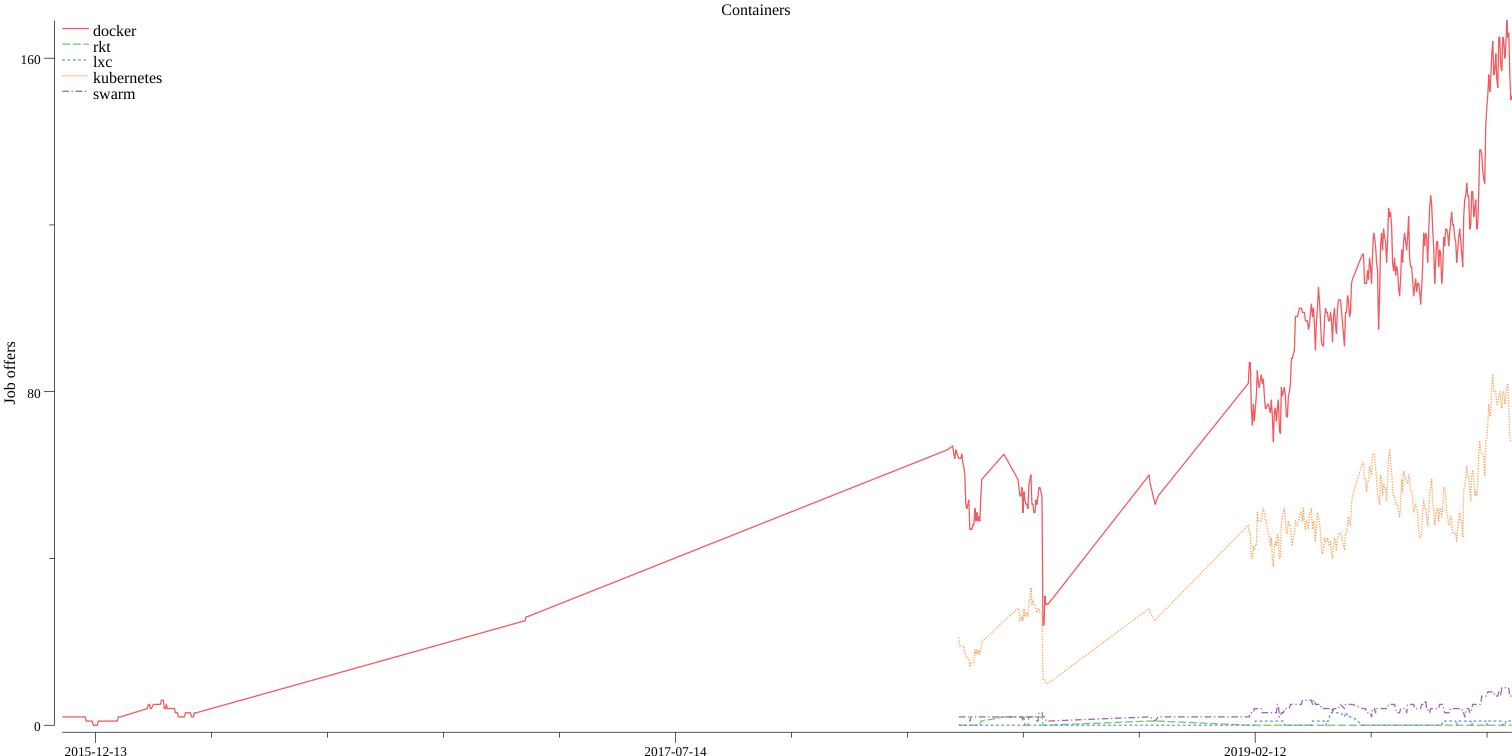 Containers
docker
rkt
lxc
kubernetes
swarm
160
80
0
Job offers
2015-12-13
2017-07-14
2019-02-12